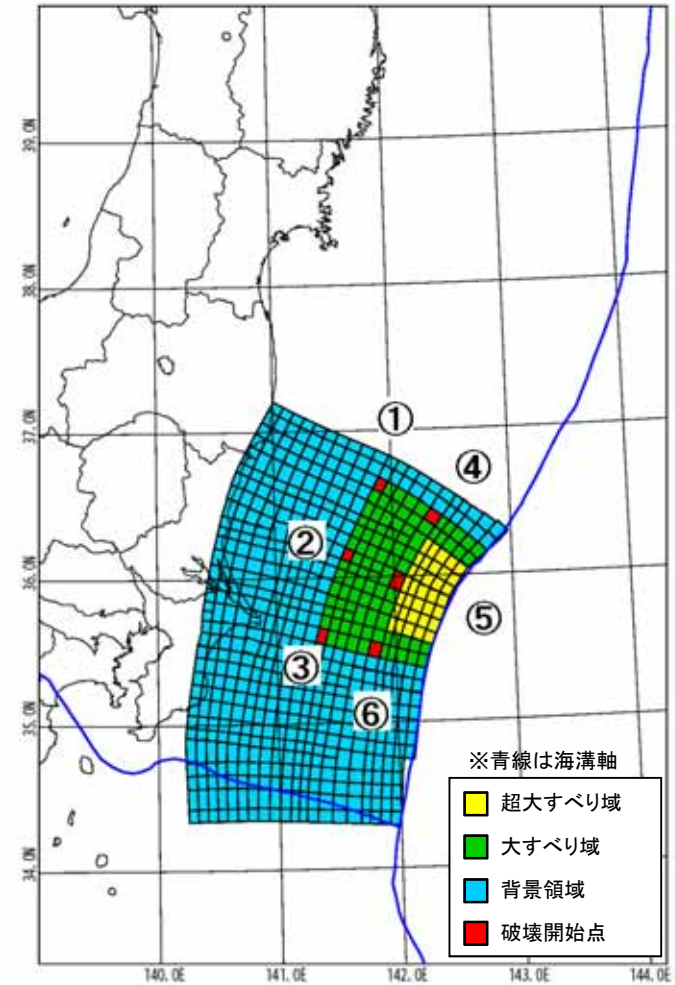 39.0N
38.0N
①
37.0N
④
②
36.0N
⑤
③
⑥
35.0N
※青線は海溝軸
超大すべり域
大すべり域
34.0N
背景領域
破壊開始点
140.0E
141.0E
142.0E
143.0E
144.0E